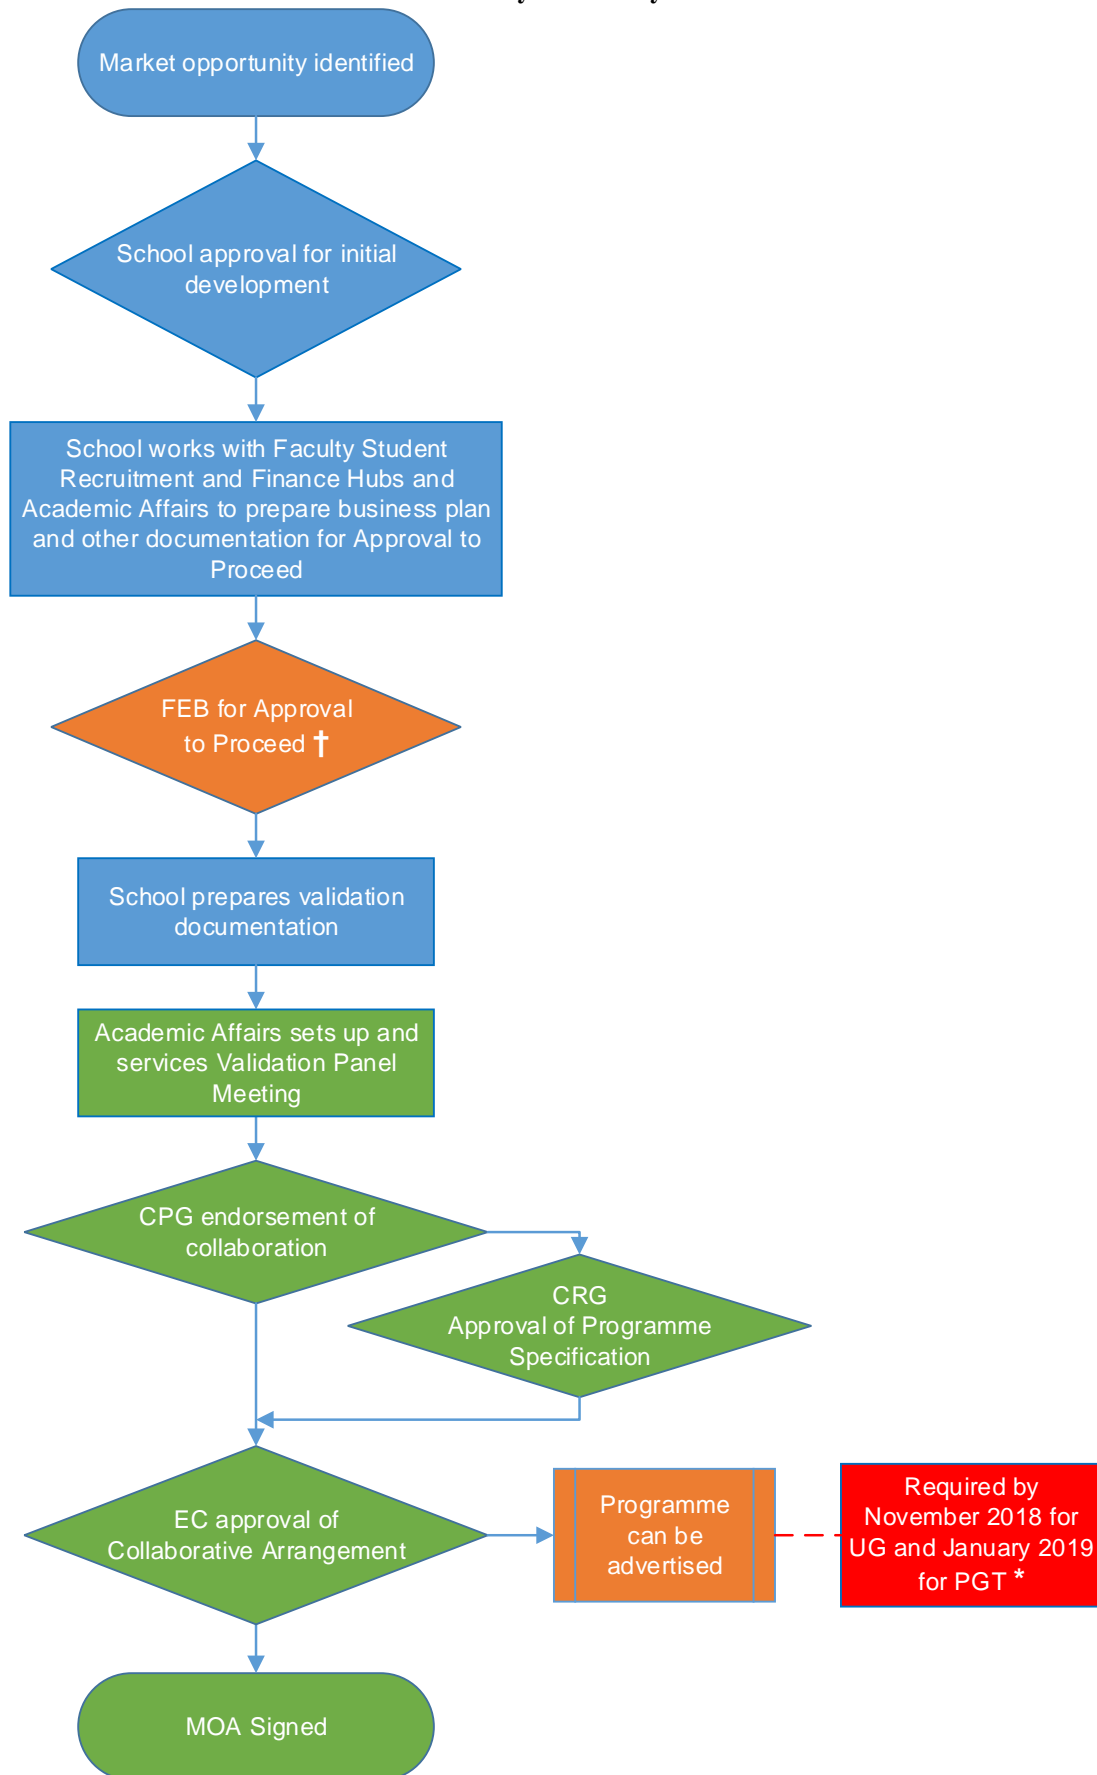 Market opportunity identified
School approval for initial
development
School works with Faculty Student
Recruitment and Finance Hubs and
Academic Affairs to prepare business plan
and other documentation for Approval to
Proceed
FEB for Approval
to Proceed †
School prepares validation
documentation
Academic Affairs sets up and
services Validation Panel
Meeting
CPG endorsement of
collaboration
CRG
Approval of Programme
Specification
EC approval of
Collaborative Arrangement
Programme
can be
advertised
Required by
November 2018 for
UG and January 2019
for PGT *
MOA Signed